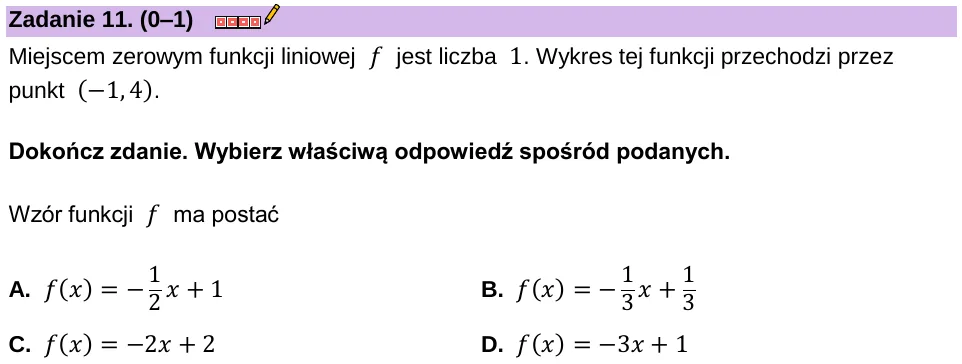 Zadanie 11. (0–1)
Miejscem zerowym funkcji liniowej f jest liczba 1. Wykres tej funkcji przechodzi przez
punkt (−1, 4).
Dokończ zdanie. Wybierz właściwą odpowiedź spośród podanych.
Wzór funkcji f ma postać
A. f(x) = −1/2x + 1 B. f(x) = −1/3x + 1/3
C. f(x) = −2x + 2 D. f(x) = −3x + 1